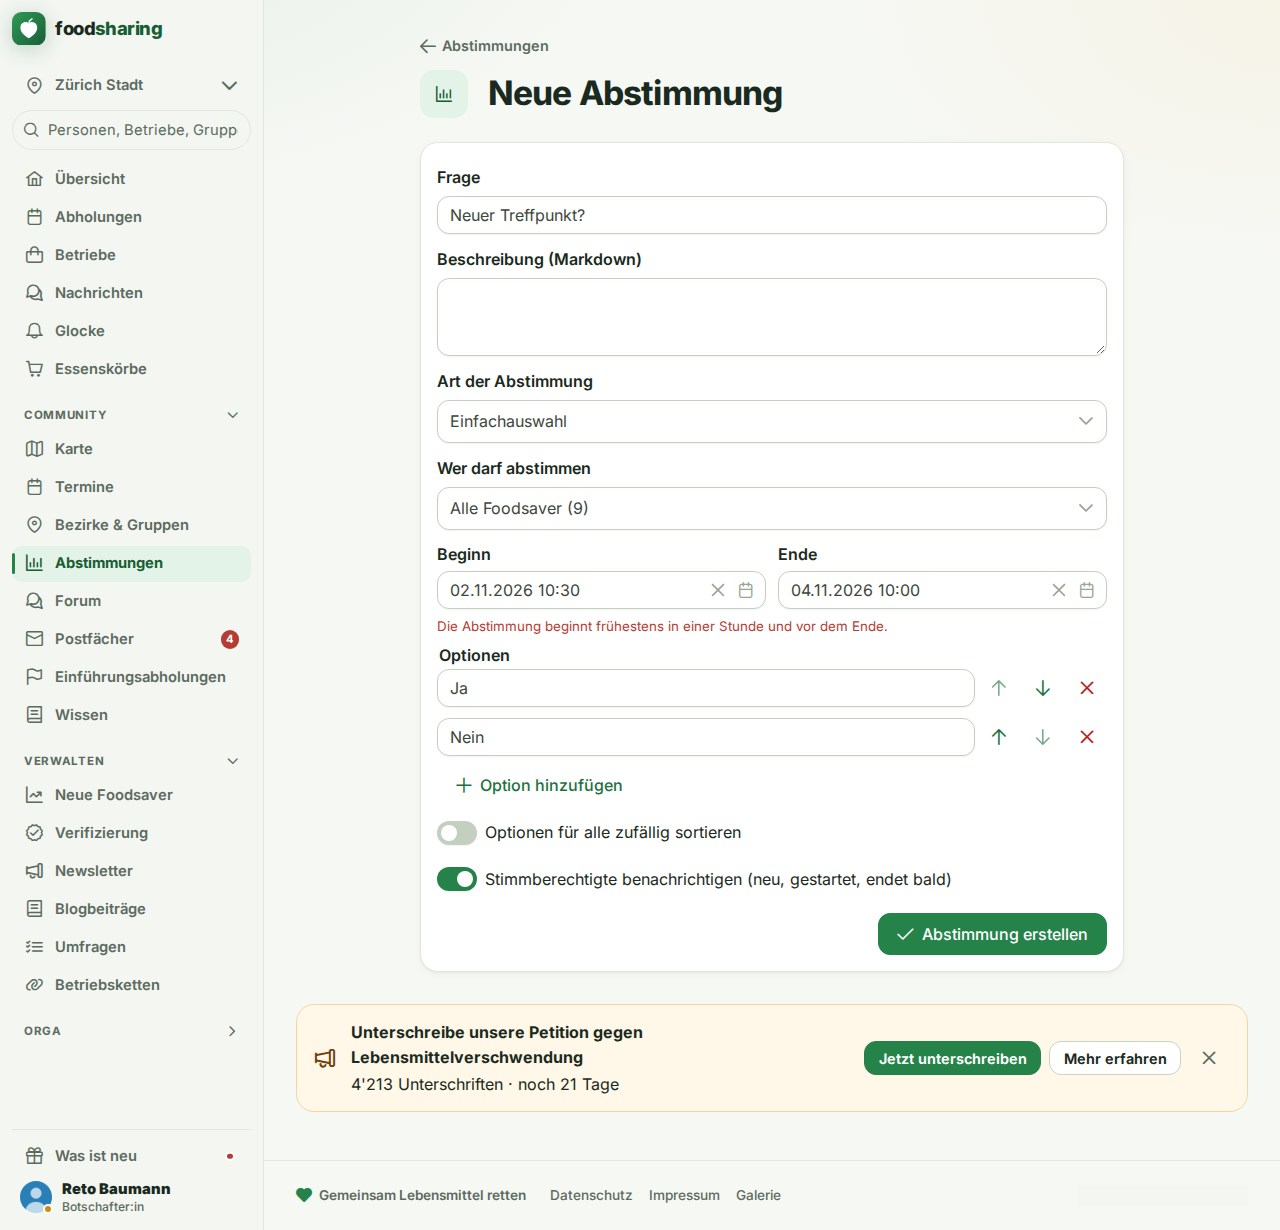 foodsharing
Zürich Stadt
Personen, Betriebe, Grupp
Übersicht
Abholungen
Betriebe
Nachrichten
Glocke
Essenskörbe
COMMUNITY
Karte
Termine
Bezirke & Gruppen
Abstimmungen
Forum
Postfächer 4
Einführungsabholungen
Wissen
VERWALTEN
Neue Foodsaver
Verifizierung
Newsletter
Blogbeiträge
Umfragen
Betriebsketten
ORGA
Was ist neu
Reto Baumann
Botschafter:in
Abstimmungen
Neue Abstimmung
Frage
Neuer Treffpunkt?
Beschreibung (Markdown)
Art der Abstimmung
Einfachauswahl
Wer darf abstimmen
Alle Foodsaver (9)
Beginn Ende
02.11.2026 10:30 04.11.2026 10:00
Die Abstimmung beginnt frühestens in einer Stunde und vor dem Ende.
Optionen
Ja
Nein
Option hinzufügen
Optionen für alle zufällig sortieren
Stimmberechtigte benachrichtigen (neu, gestartet, endet bald)
Abstimmung erstellen
Unterschreibe unsere Petition gegen
Lebensmittelverschwendung
4'213 Unterschriften · noch 21 Tage
Jetzt unterschreiben Mehr erfahren
Gemeinsam Lebensmittel retten Datenschutz Impressum Galerie